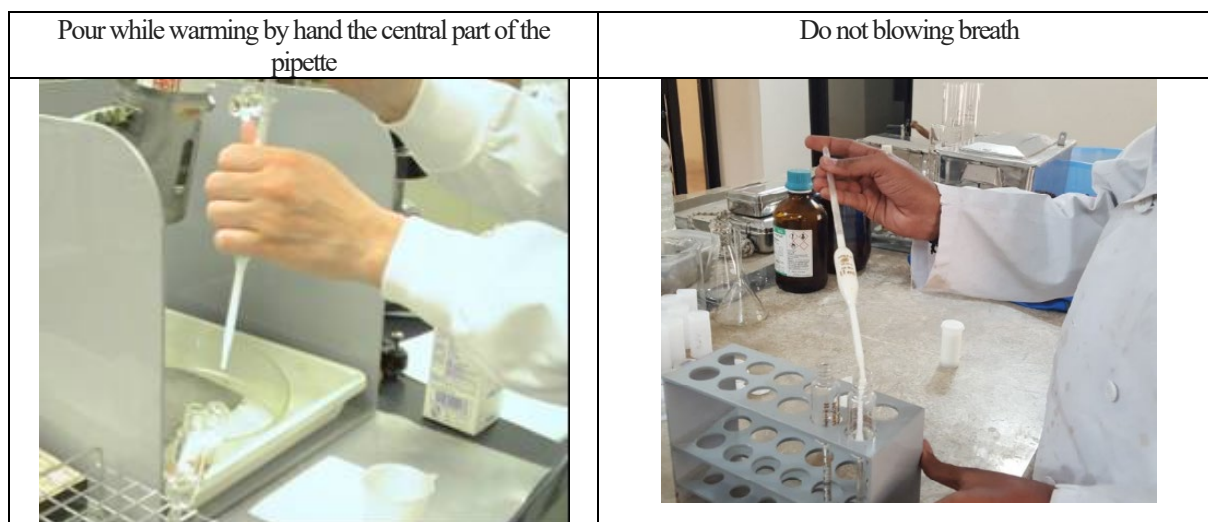 Pour while warming by hand the central part of the
pipette
Do not blowing breath